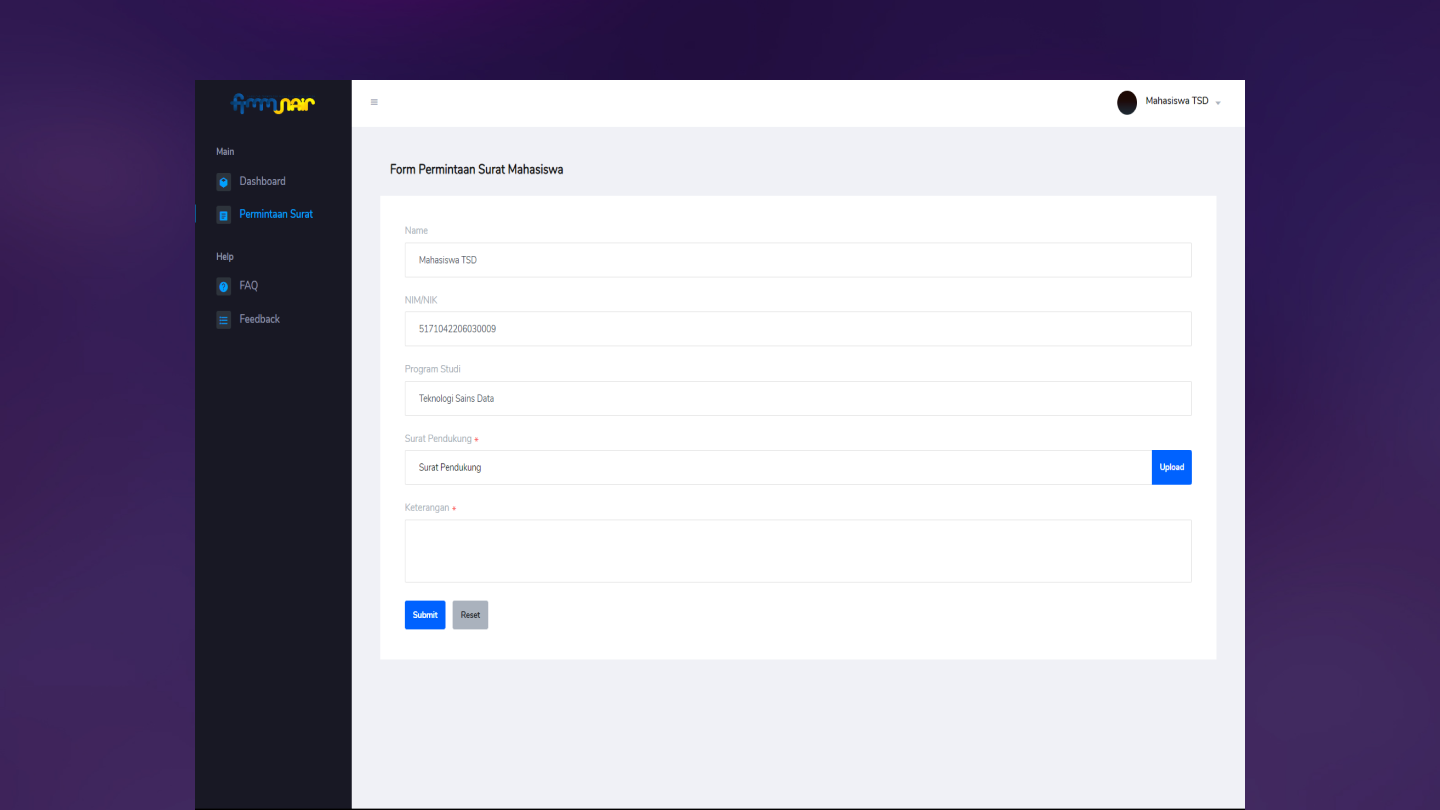 Mahasiswa TSD
Main
Dashboard
Permintaan Surat
Help
FAQ
Feedback
Form Permintaan Surat Mahasiswa
Name
Mahasiswa TSD
NIM/NIK
5171042206030009
Program Studi
Teknologi Sains Data
Surat Pendukung *
Surat Pendukung Upload
Keterangan *
Submit Reset